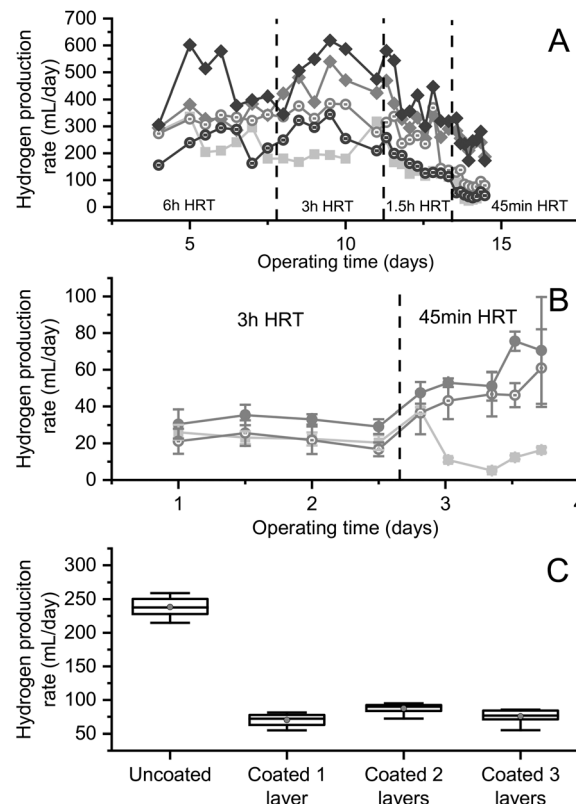 A
Hydrogen production
rate (mL/day)
700
600
500
400
300
200
100
0
6h HRT
3h HRT
1.5h HRT
45min HRT
5
10
15
Operating time (days)
B
Hydrogen production
rate (mL/day)
100
80
60
40
20
0
3h HRT
45min HRT
1
2
3
4
Operating time (days)
C
Hydrogen produciton
rate (mL/day)
300
250
200
150
100
50
Uncoated
Coated 1
layer
Coated 2
layers
Coated 3
layers